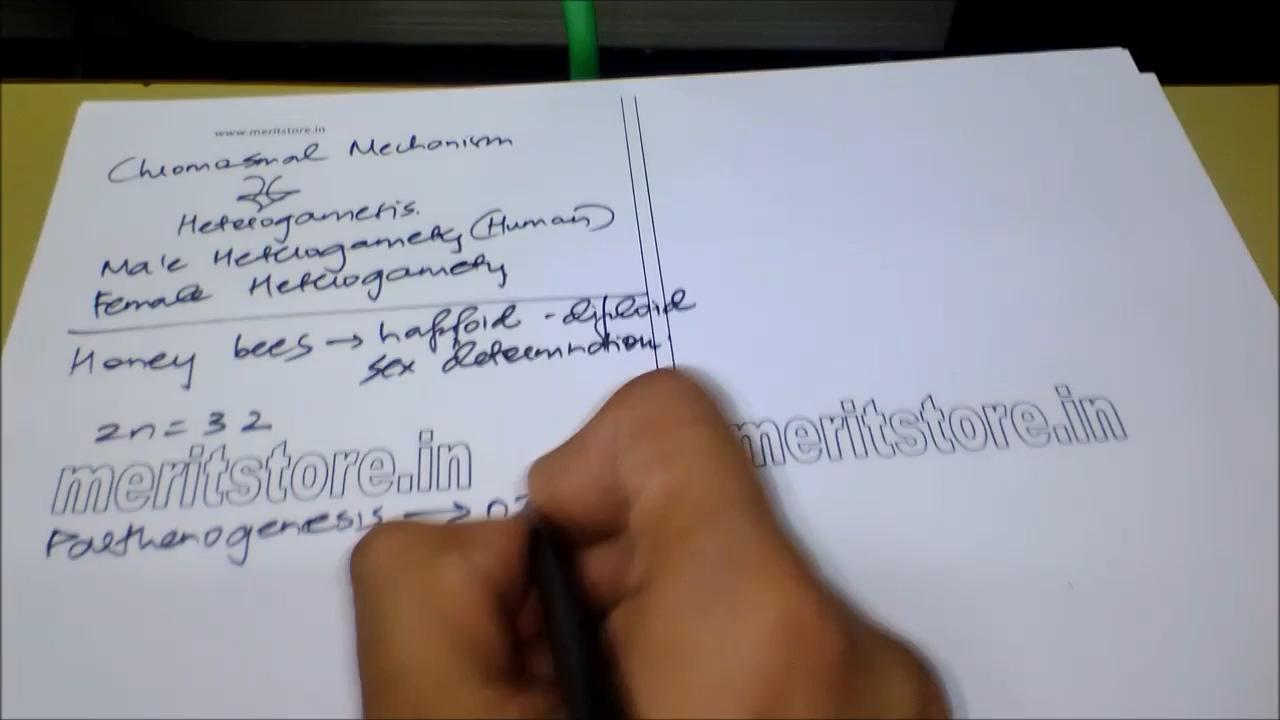 www.meritstore.in
Chromosmal Mechanism
Heterogametis.
Male Heterogamety (Human)
Female Heterogamety
Honey bees → haploid - diploid
sex determination
2n = 32
meritstore.in
meritstore.in
Parthenogenesis → n=